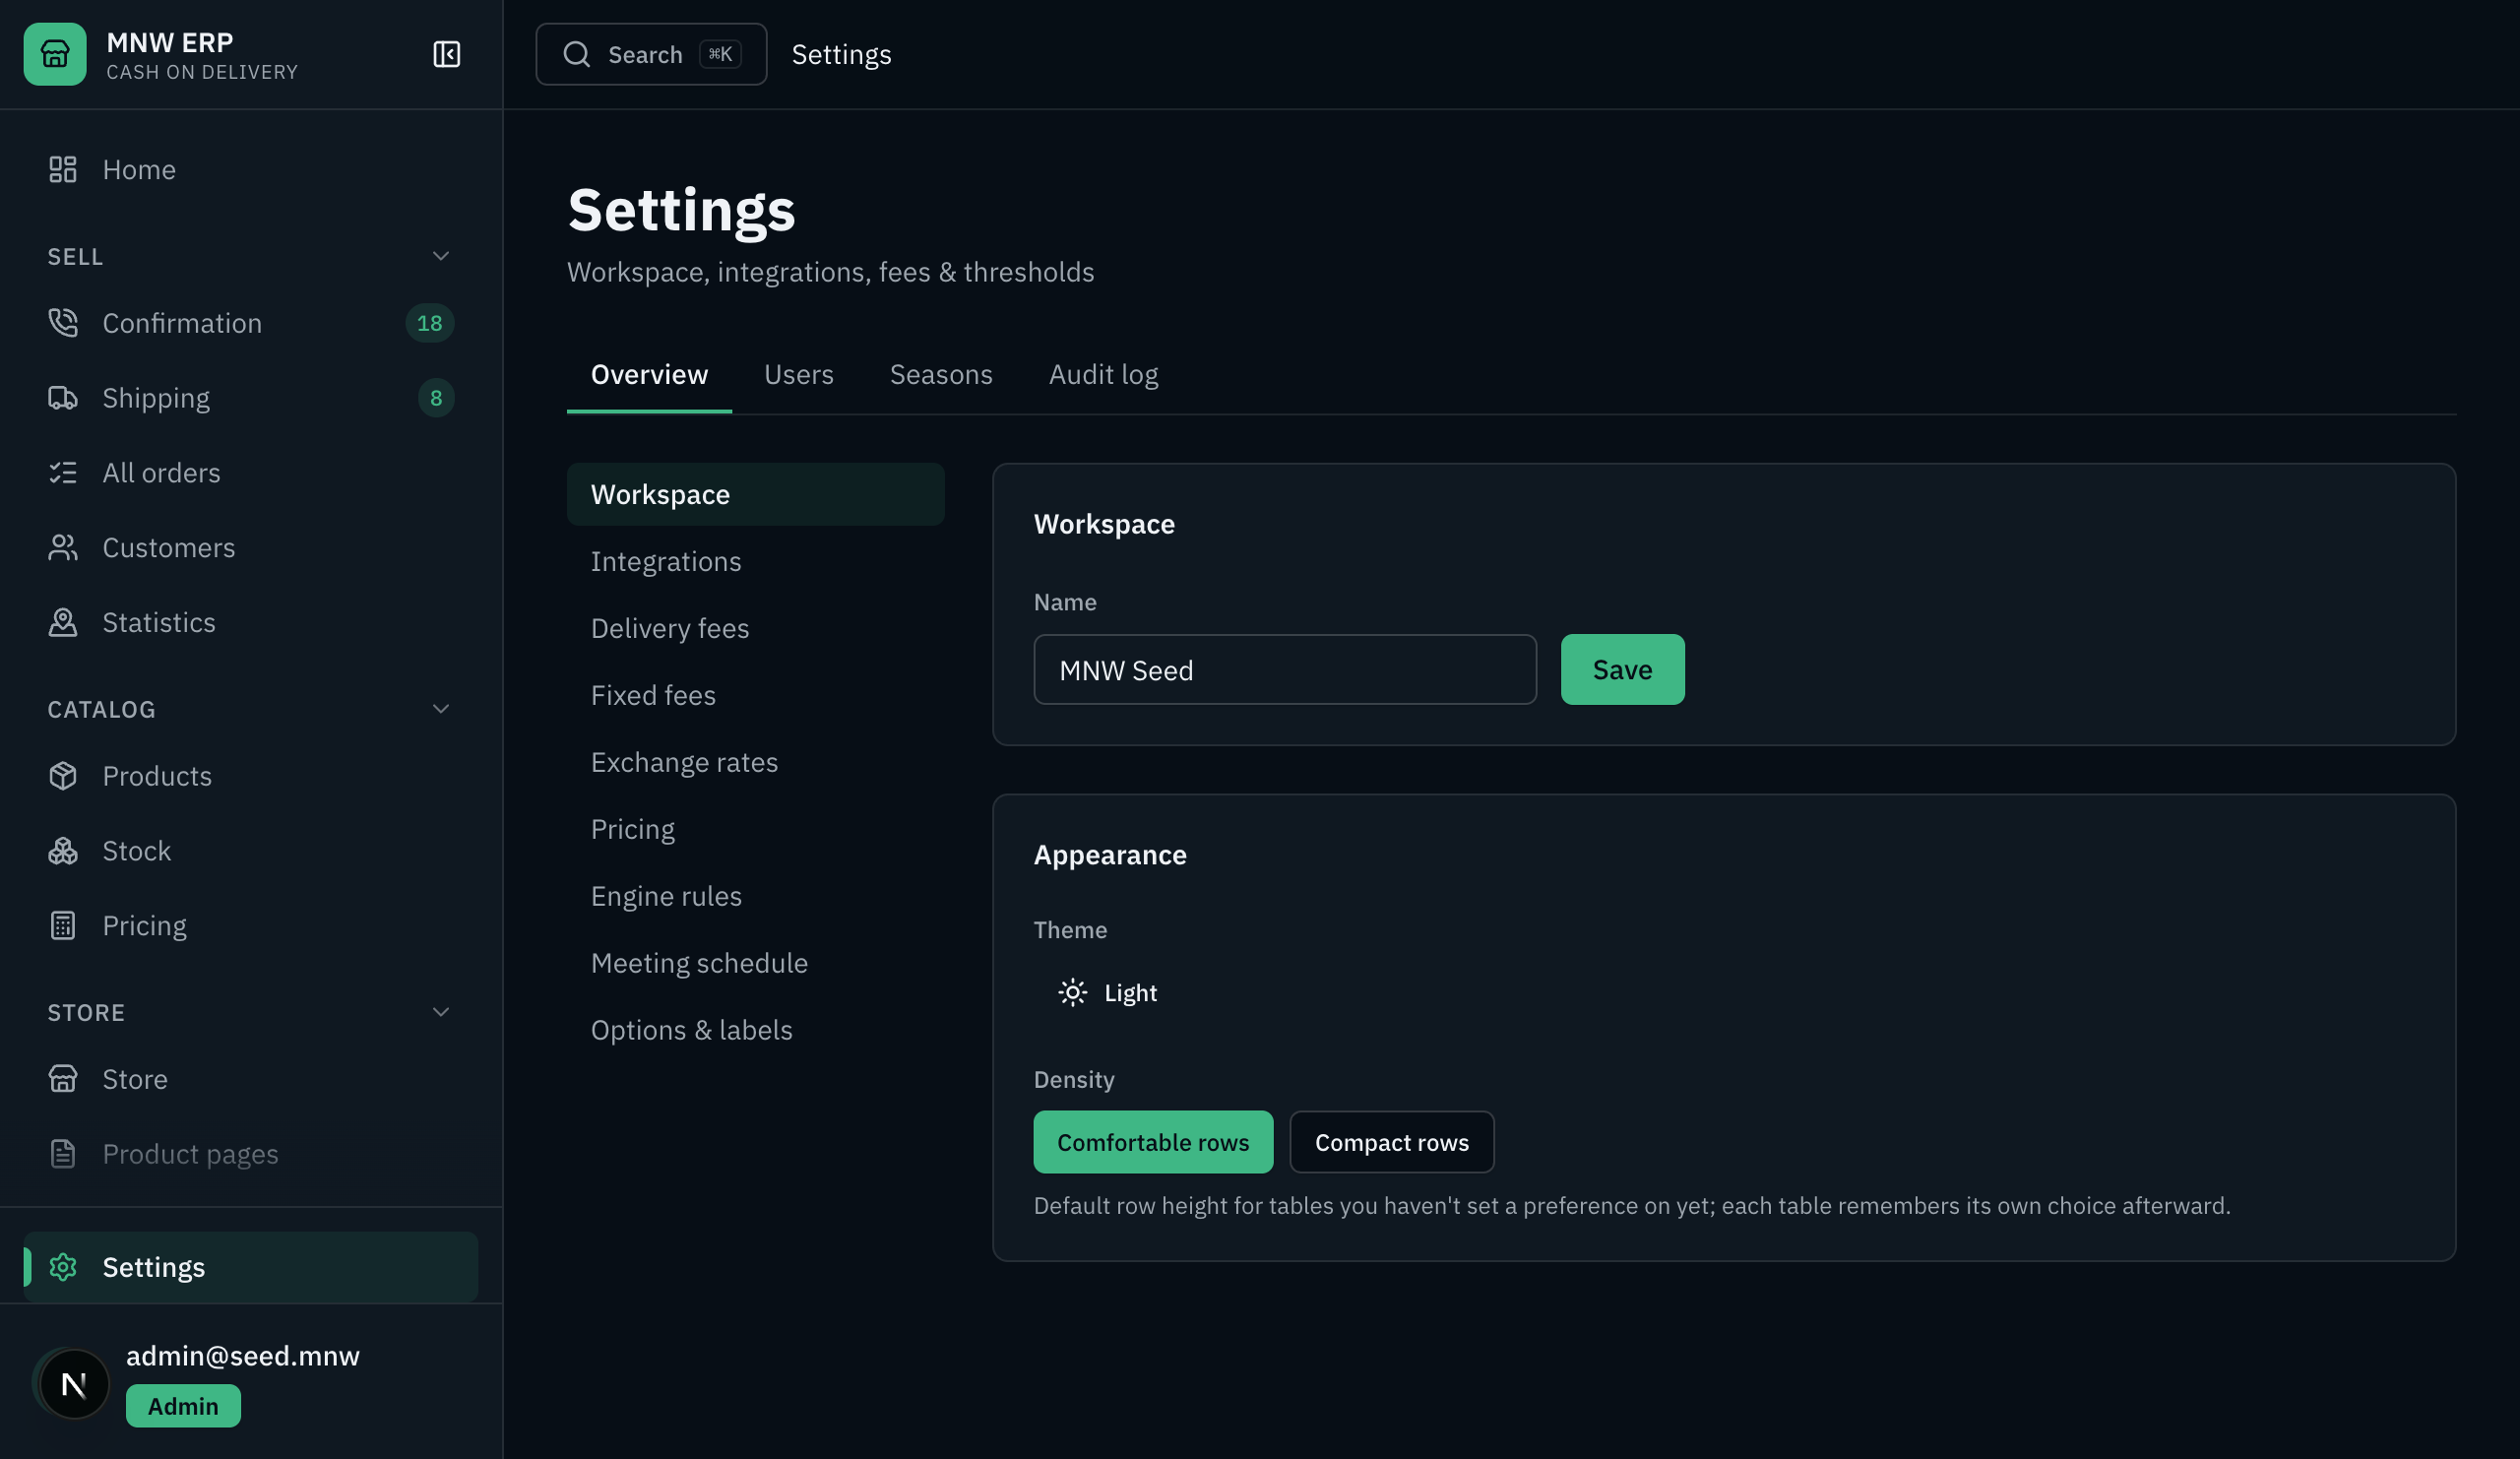 MNW ERP
CASH ON DELIVERY
Search ⌘K
Settings
Home
SELL
Confirmation 18
Shipping 8
All orders
Customers
Statistics
CATALOG
Products
Stock
Pricing
STORE
Store
Product pages
Settings
N
admin@seed.mnw
Admin
Settings
Workspace, integrations, fees & thresholds
Overview Users Seasons Audit log
Workspace
Integrations
Delivery fees
Fixed fees
Exchange rates
Pricing
Engine rules
Meeting schedule
Options & labels
Workspace
Name
MNW Seed Save
Appearance
Theme
Light
Density
Comfortable rows Compact rows
Default row height for tables you haven't set a preference on yet; each table remembers its own choice afterward.